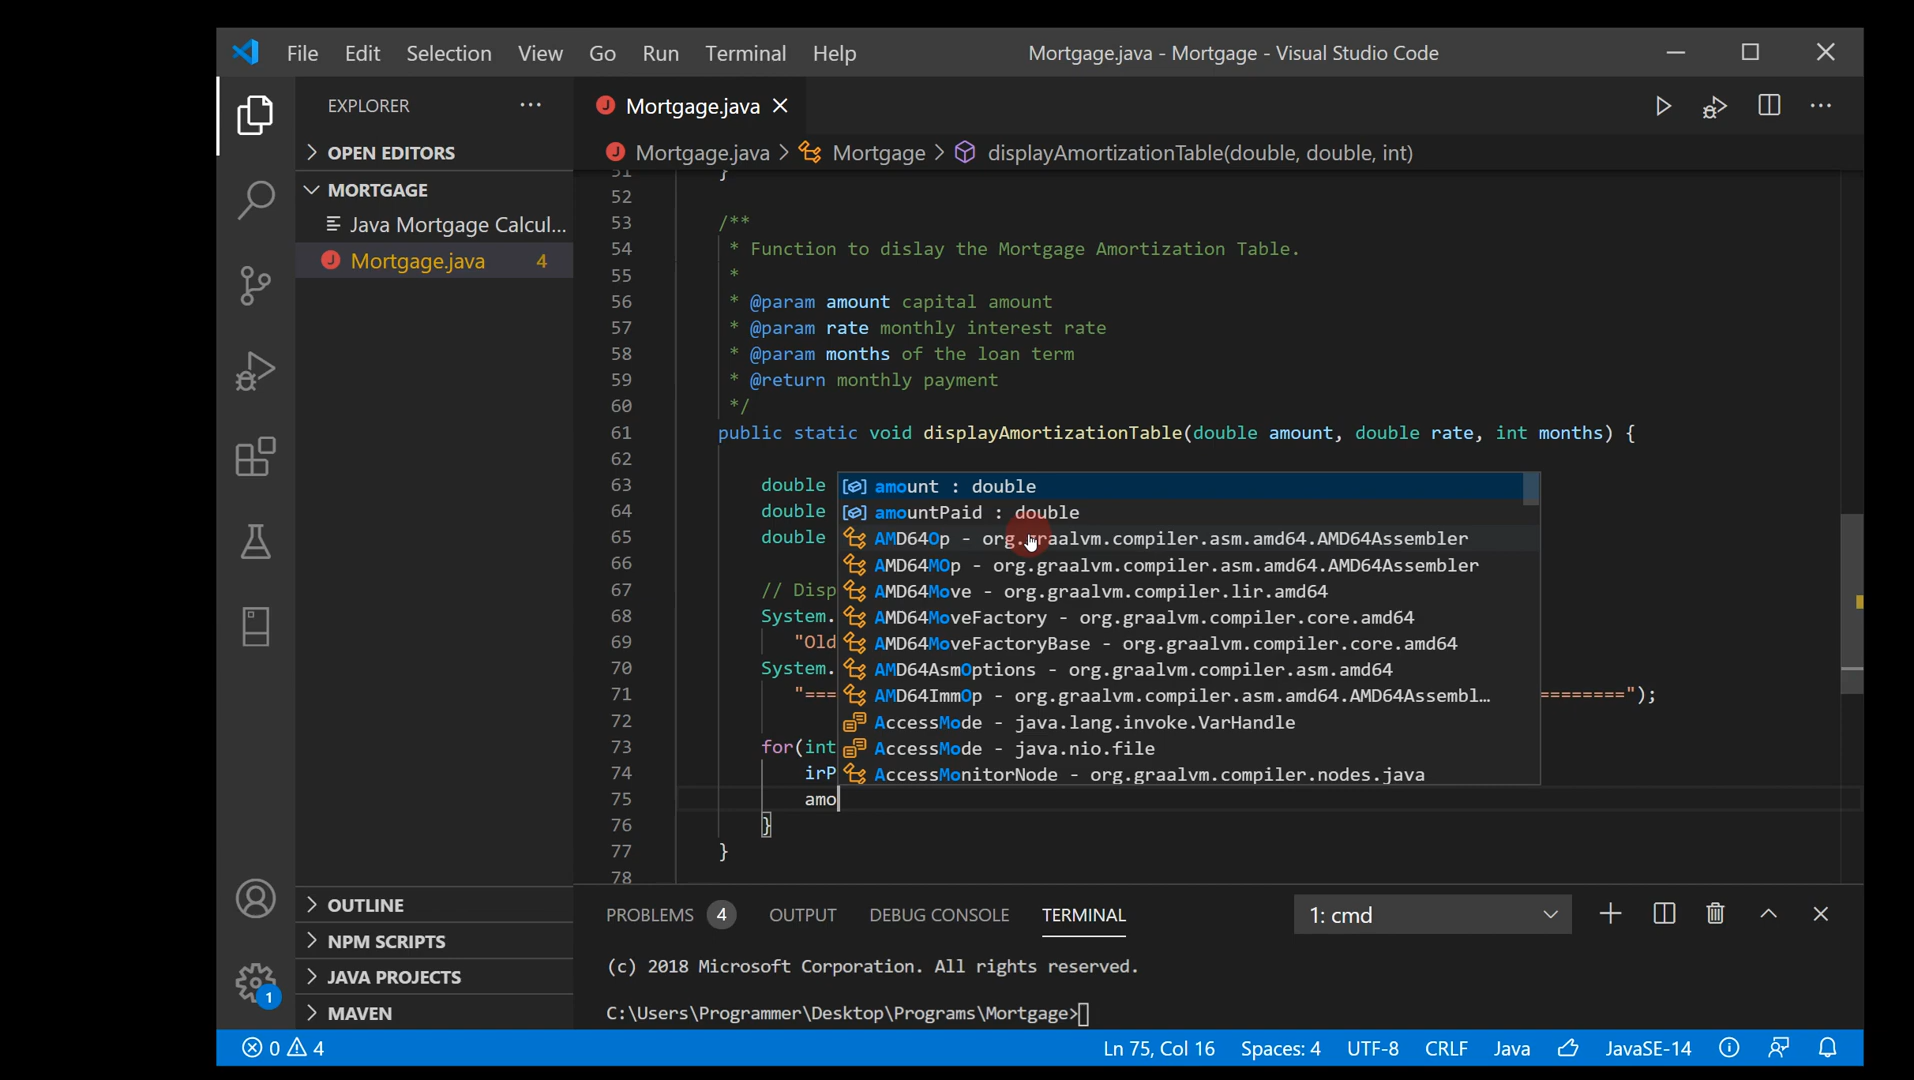 File Edit Selection View Go Run Terminal Help Mortgage.java - Mortgage - Visual Studio Code
EXPLORER
Mortgage.java
OPEN EDITORS
Mortgage.java > Mortgage > displayAmortizationTable(double, double, int)
MORTGAGE
Java Mortgage Calcul...
Mortgage.java 4
51 }
52
53 /**
54 * Function to dislay the Mortgage Amortization Table.
55 *
56 * @param amount capital amount
57 * @param rate monthly interest rate
58 * @param months of the loan term
59 * @return monthly payment
60 */
61 public static void displayAmortizationTable(double amount, double rate, int months) {
62
63 double
64 double
65 double
66
67 // Disp
68 System.
69 "Old
70 System.
71 "=== ========");
72
73 for(int
74 irP
75 amo
76 }
77 }
78
amount : double
amountPaid : double
AMD64Op - org.graalvm.compiler.asm.amd64.AMD64Assembler
AMD64MOp - org.graalvm.compiler.asm.amd64.AMD64Assembler
AMD64Move - org.graalvm.compiler.lir.amd64
AMD64MoveFactory - org.graalvm.compiler.core.amd64
AMD64MoveFactoryBase - org.graalvm.compiler.core.amd64
AMD64AsmOptions - org.graalvm.compiler.asm.amd64
AMD64ImmOp - org.graalvm.compiler.asm.amd64.AMD64Assembl...
AccessMode - java.lang.invoke.VarHandle
AccessMode - java.nio.file
AccessMonitorNode - org.graalvm.compiler.nodes.java
OUTLINE
NPM SCRIPTS
JAVA PROJECTS
MAVEN
PROBLEMS 4 OUTPUT DEBUG CONSOLE TERMINAL 1: cmd
(c) 2018 Microsoft Corporation. All rights reserved.
C:\Users\Programmer\Desktop\Programs\Mortgage>
1
0 4 Ln 75, Col 16 Spaces: 4 UTF-8 CRLF Java JavaSE-14